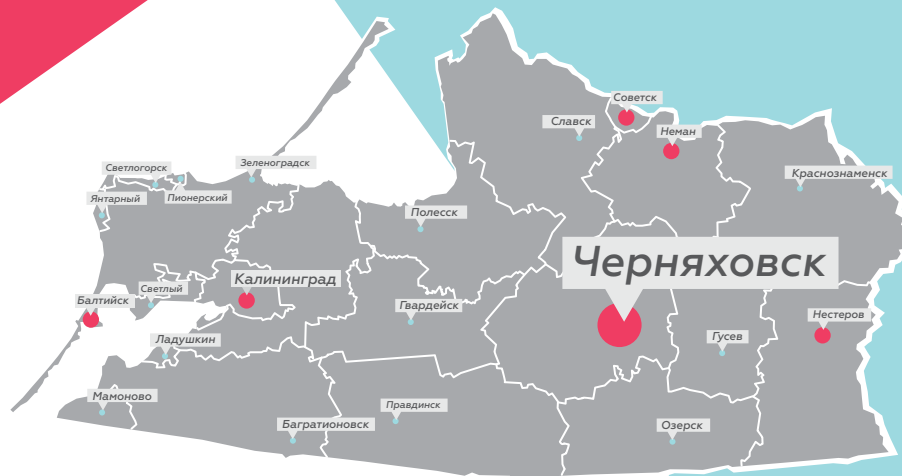 Советск
Славск
Неман
Светлогорск
Зеленоградск
Краснознаменск
Янтарный
Пионерский
Полесск
Черняховск
Калининград
Светлый
Балтийск
Гвардейск
Нестеров
Ладушкин
Гусев
Мамоново
Правдинск
Багратионовск
Озерск